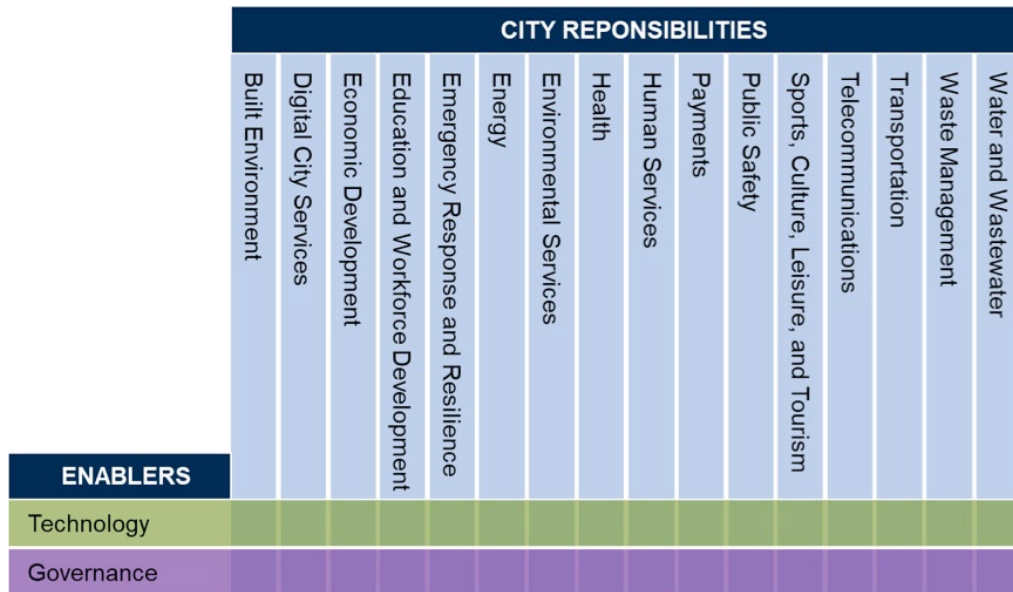 CITY REPONSIBILITIES
Built Environment
Digital City Services
Economic Development
Education and Workforce Development
Emergency Response and Resilience
Energy
Environmental Services
Health
Human Services
Payments
Public Safety
Sports, Culture, Leisure, and Tourism
Telecommunications
Transportation
Waste Management
Water and Wastewater
ENABLERS
Technology
Governance